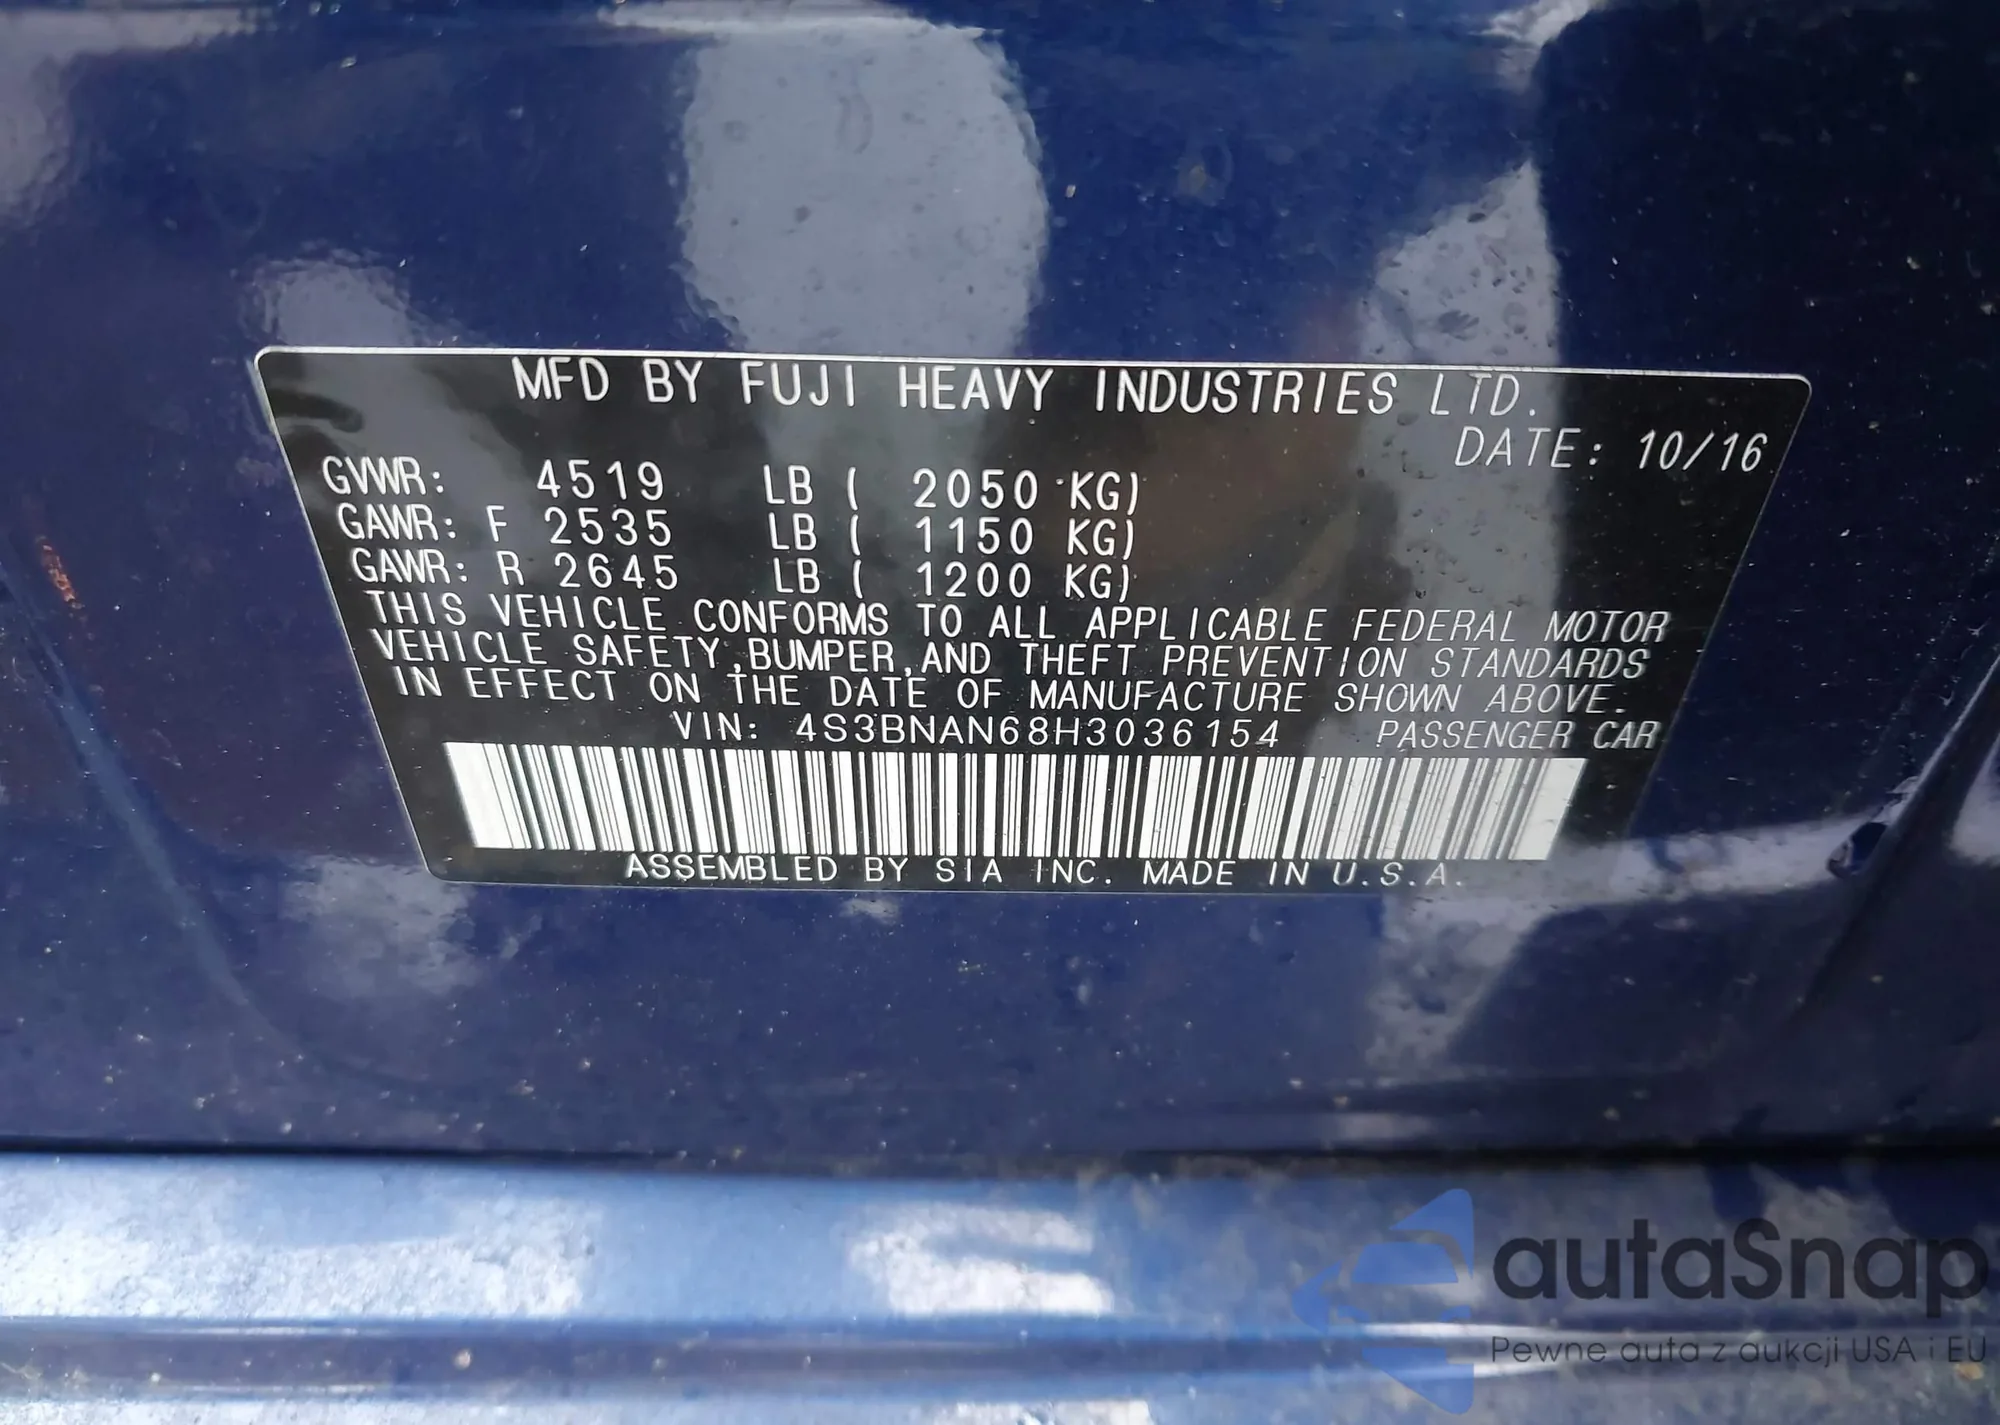 MFD BY FUJI HEAVY INDUSTRIES LTD.
DATE: 10/16
GVWR: 4519 LB ( 2050 KG)
GAWR: F 2535 LB ( 1150 KG)
GAWR: R 2645 LB ( 1200 KG)
THIS VEHICLE CONFORMS TO ALL APPLICABLE FEDERAL MOTOR
VEHICLE SAFETY,BUMPER,AND THEFT PREVENTION STANDARDS
IN EFFECT ON THE DATE OF MANUFACTURE SHOWN ABOVE.
VIN: 4S3BNAN68H3036154 PASSENGER CAR
ASSEMBLED BY SIA INC. MADE IN U.S.A.
autaSnap
Pewne auta z aukcji USA i EU